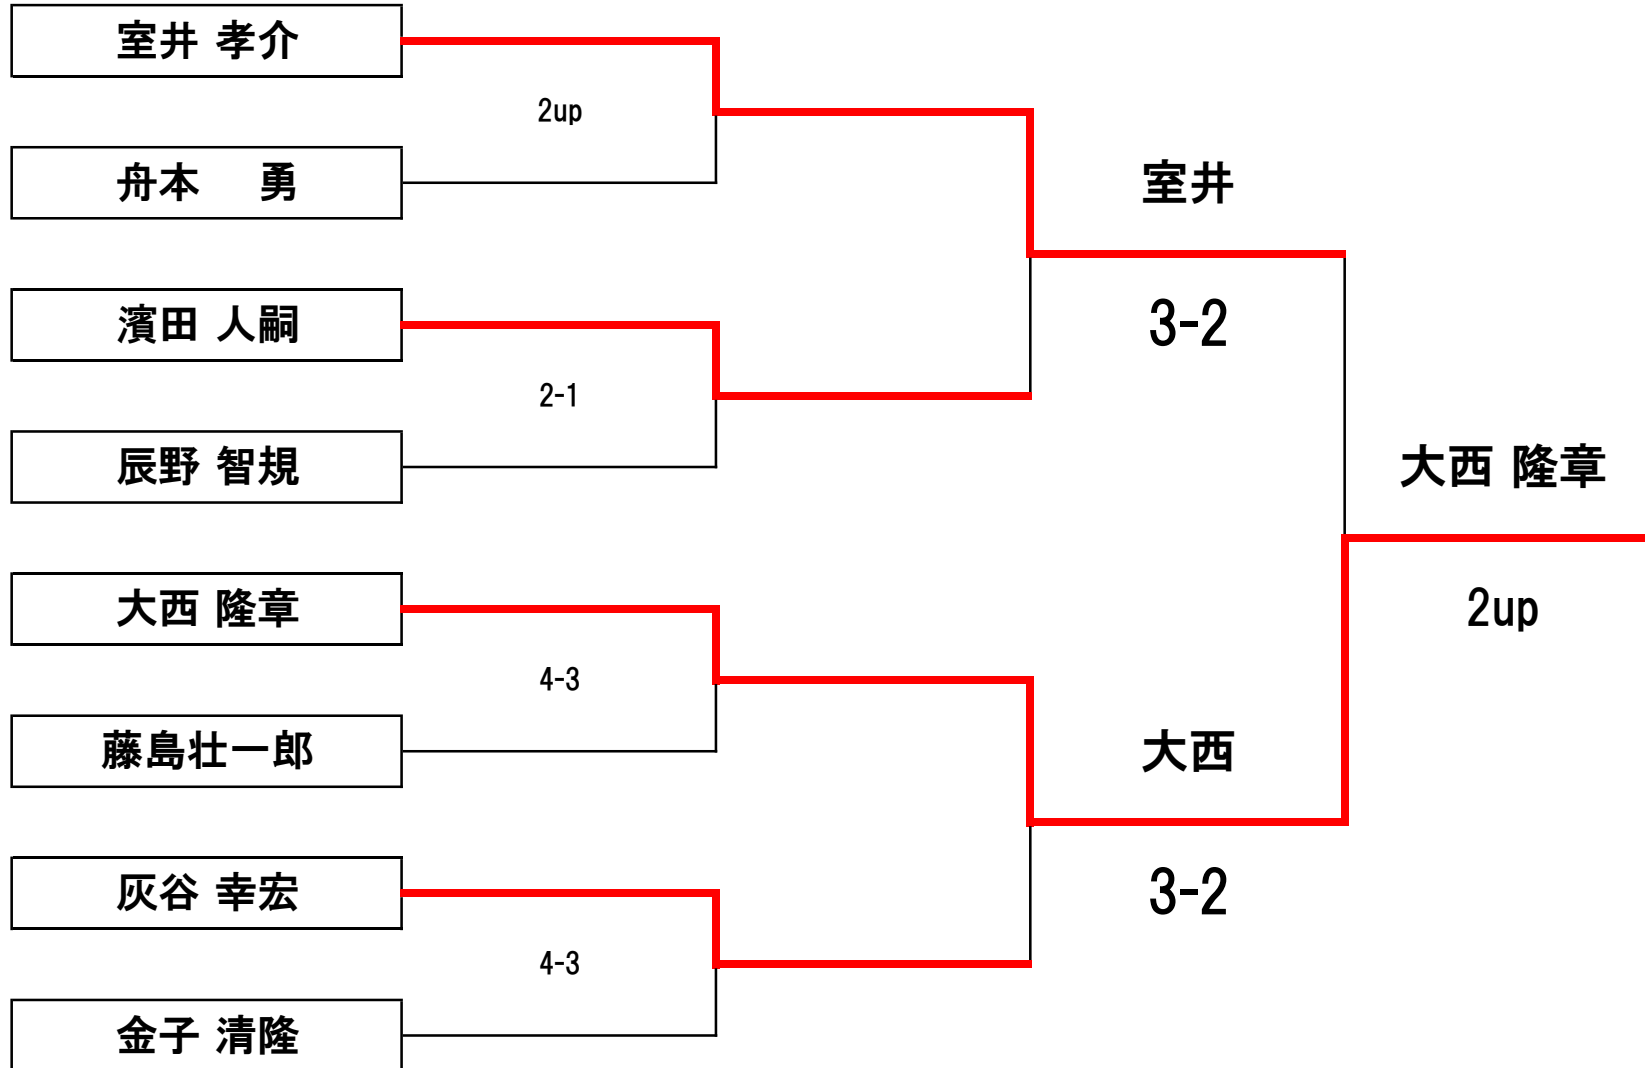 室井 孝介
2up
舟本　勇
室井
濱田 人嗣
3-2
2-1
辰野 智規
大西 隆章
大西 隆章
2up
4-3
藤島壮一郎
大西
灰谷 幸宏
3-2
4-3
金子 清隆